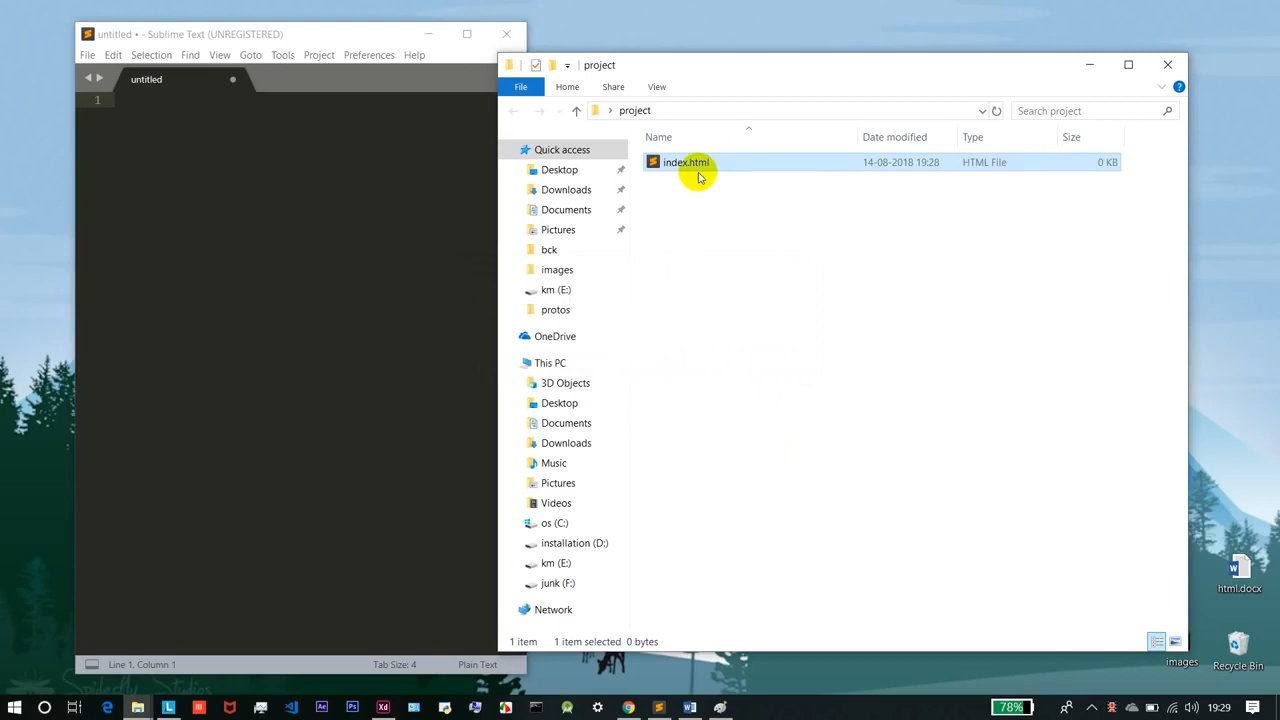 untitled • - Sublime Text (UNREGISTERED)
File Edit Selection Find View Goto Tools Project Preferences Help
untitled
1
Line 1, Column 1
Tab Size: 4
Plain Text
project
File Home Share View
project
Search project
Name Date modified Type Size
index.html 14-08-2018 19:28 HTML File 0 KB
Quick access
Desktop
Downloads
Documents
Pictures
bck
images
km (E:)
protos
OneDrive
This PC
3D Objects
Desktop
Documents
Downloads
Music
Pictures
Videos
os (C:)
installation (D:)
km (E:)
junk (F:)
Network
1 item 1 item selected 0 bytes
html.docx
images
Recycle Bin
Spiderfly Studios
78%
19:29